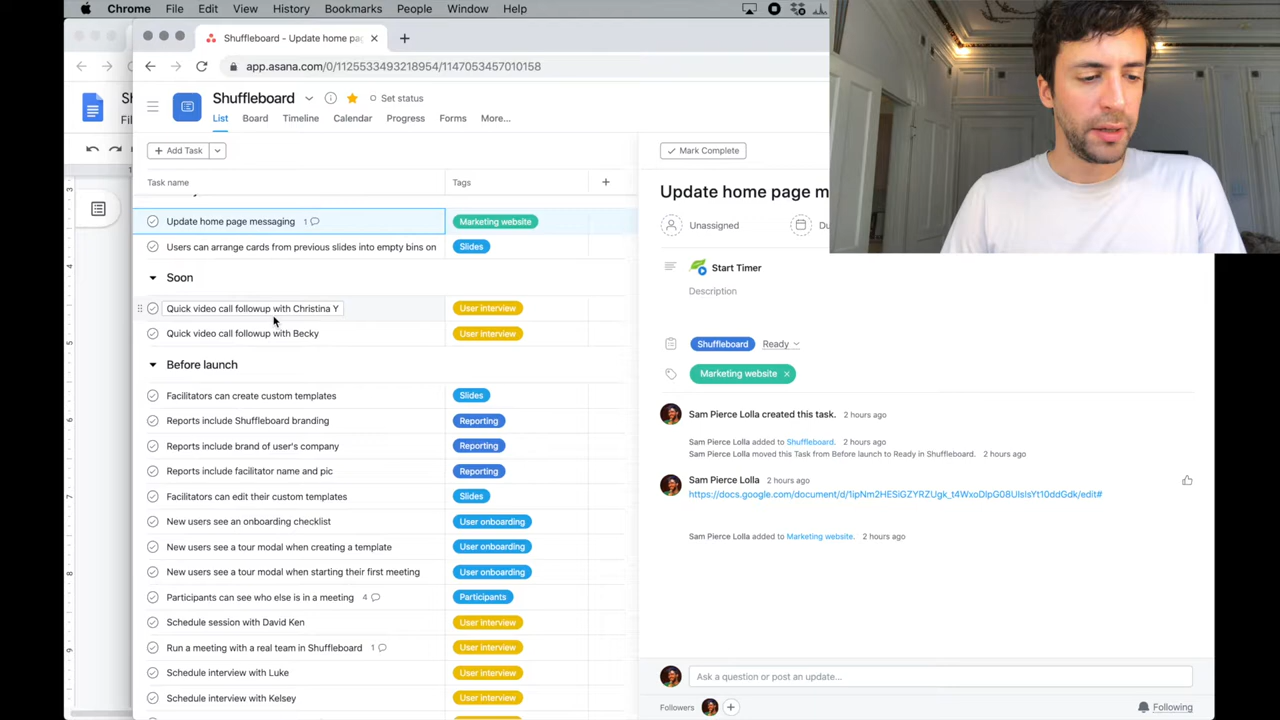 Chrome File Edit View History Bookmarks People Window Help
Shuffleboard - Update home pa
app.asana.com/0/1125533493218954/1147053457010158
Sh
Fil
Shuffleboard
Set status
List Board Timeline Calendar Progress Forms More...
+ Add Task
Mark Complete
Task name Tags
Update home page m
Update home page messaging 1 Marketing website
Unassigned Du
Users can arrange cards from previous slides into empty bins on Slides
Start Timer
Soon
Description
Quick video call followup with Christina Y User interview
Quick video call followup with Becky User interview
Shuffleboard Ready
Before launch
Marketing website
Facilitators can create custom templates Slides
Reports include Shuffleboard branding Reporting
Sam Pierce Lolla created this task. 2 hours ago
Reports include brand of user's company Reporting
Sam Pierce Lolla added to Shuffleboard. 2 hours ago
Sam Pierce Lolla moved this Task from Before launch to Ready in Shuffleboard. 2 hours ago
Reports include facilitator name and pic Reporting
Sam Pierce Lolla 2 hours ago
Facilitators can edit their custom templates Slides
New users see an onboarding checklist User onboarding
Sam Pierce Lolla added to Marketing website. 2 hours ago
New users see a tour modal when creating a template User onboarding
New users see a tour modal when starting their first meeting User onboarding
Participants can see who else is in a meeting 4 Participants
Schedule session with David Ken User interview
Run a meeting with a real team in Shuffleboard 1 User interview
Schedule interview with Luke User interview
Ask a question or post an update...
Schedule interview with Kelsey User interview
Followers Following
3
4
5
6
7
8
9